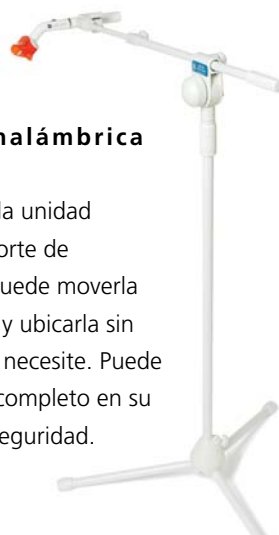 nalámbrica
la unidad
orte de
uede moverla
y ubicarla sin
necesite. Puede
completo en su
eguridad.